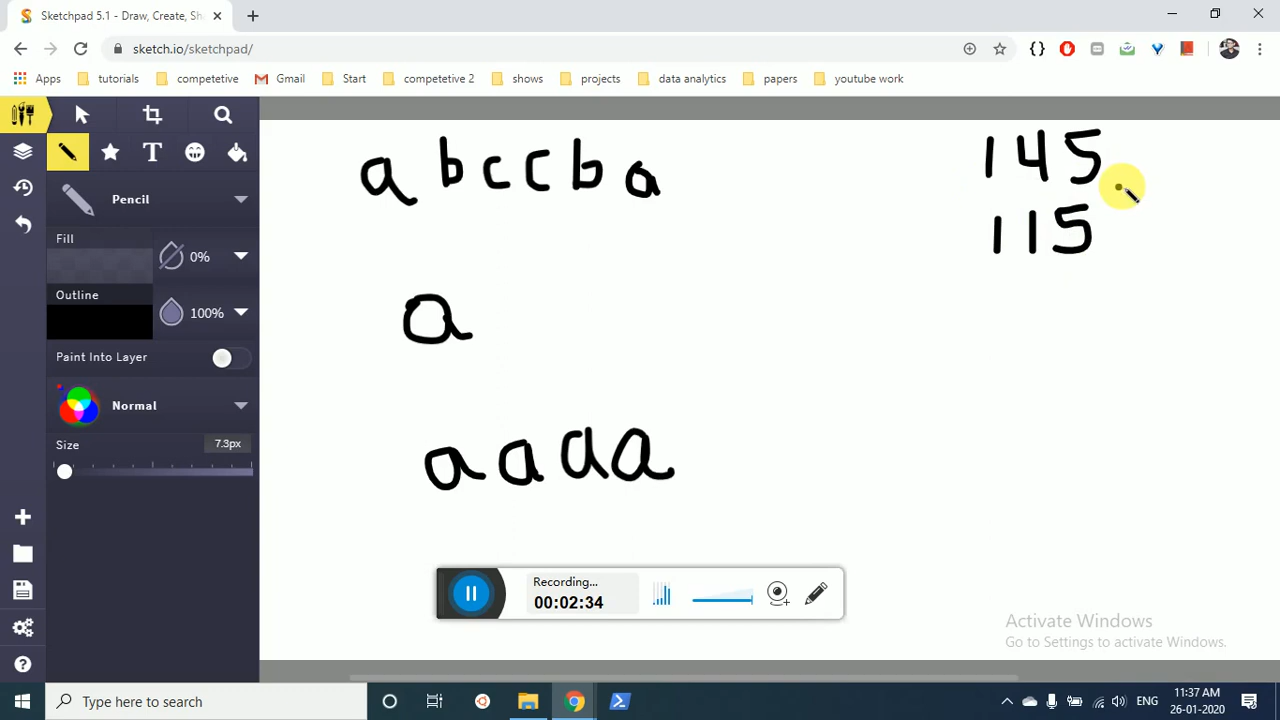 Sketchpad 5.1 - Draw, Create, Sh
sketch.io/sketchpad/
Apps tutorials competetive Gmail Start competetive 2 shows projects data analytics papers youtube work
Pencil
Fill
0%
Outline
100%
Paint Into Layer
Normal
Size 7.3px
a b c c b a
145
115
a
a a a a
Recording...
00:02:34
Activate Windows
Go to Settings to activate Windows.
Type here to search
ENG
11:37 AM
26-01-2020